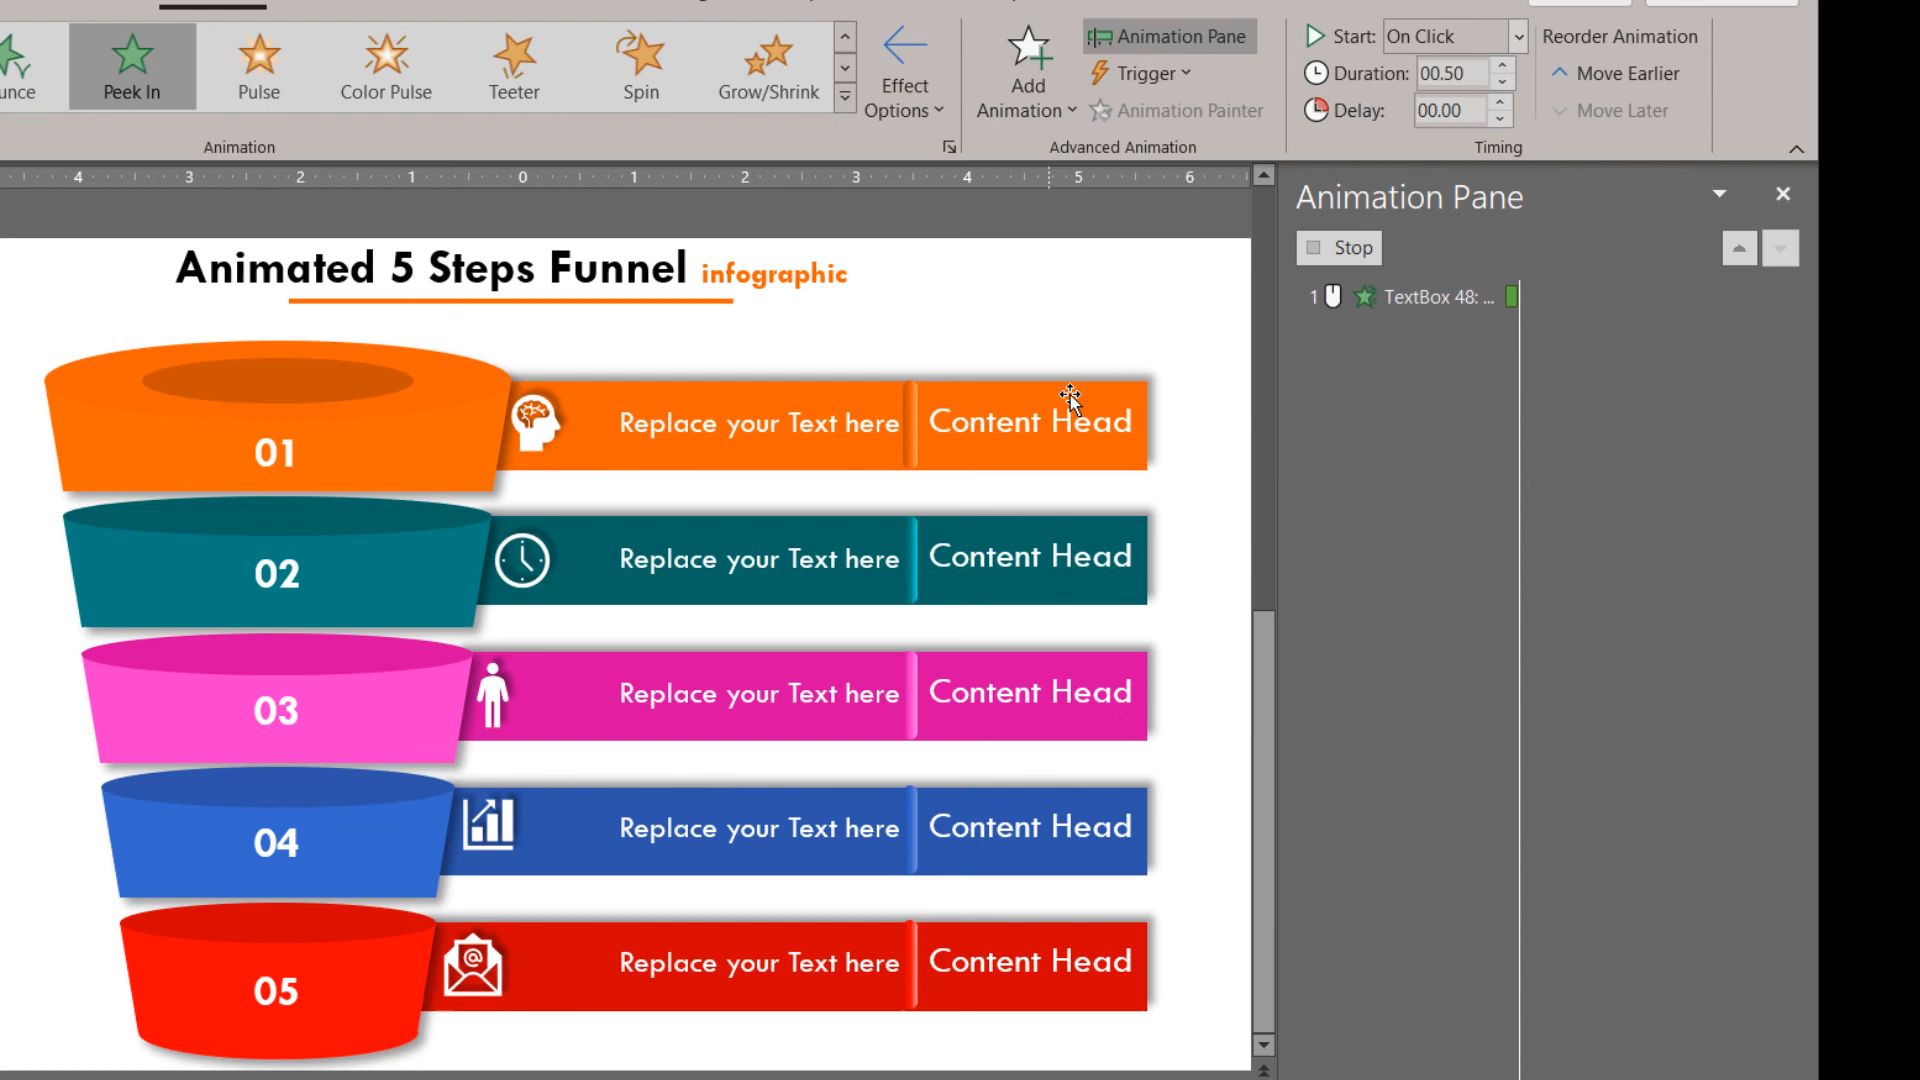 unce
Peek In
Pulse
Color Pulse
Teeter
Spin
Grow/Shrink
Effect
Options
Add
Animation
Animation Pane
Trigger
Animation Painter
Start: On Click
Duration: 00.50
Delay: 00.00
Reorder Animation
Move Earlier
Move Later
Animation
Advanced Animation
Timing
4 3 2 1 0 1 2 3 4 5 6
Animation Pane
Stop
1 TextBox 48: ...
Animated 5 Steps Funnel infographic
01 Replace your Text here Content Head
02 Replace your Text here Content Head
03 Replace your Text here Content Head
04 Replace your Text here Content Head
@
05 Replace your Text here Content Head